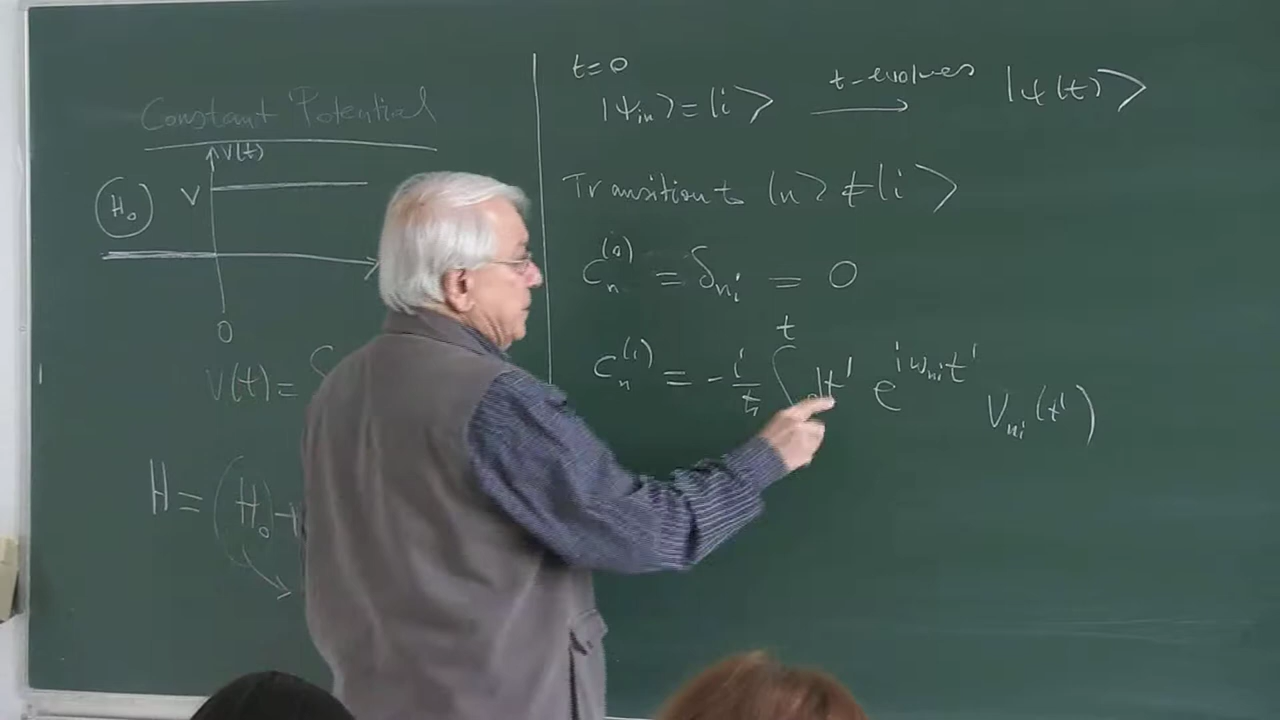 Constant Potential
V(t)
H₀
V
0
V(t) =
H = (H₀
t=0
|ψᵢₙ> = |i> t-evolves |ψ(t)>
Transition to |n> ≠ |i>
cₙ⁽⁰⁾ = δₙᵢ = 0
cₙ⁽¹⁾ = - i/ħ ∫ᵗ dt' e^{iωₙᵢt'} Vₙᵢ(t')